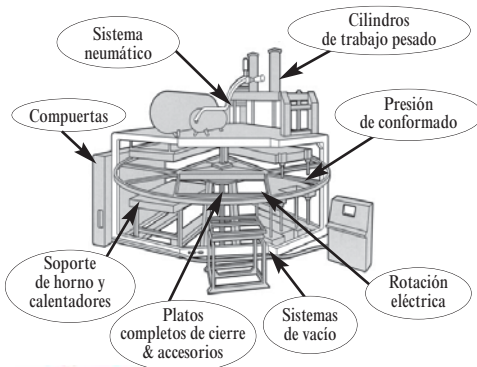 Sistema
neumático
Cilindros
de trabajo pesado
Compuertas
Presión
de conformado
Soporte
de horno y
calentadores
Platos
completos de cierre
& accesorios
Sistemas
de vacío
Rotación
eléctrica